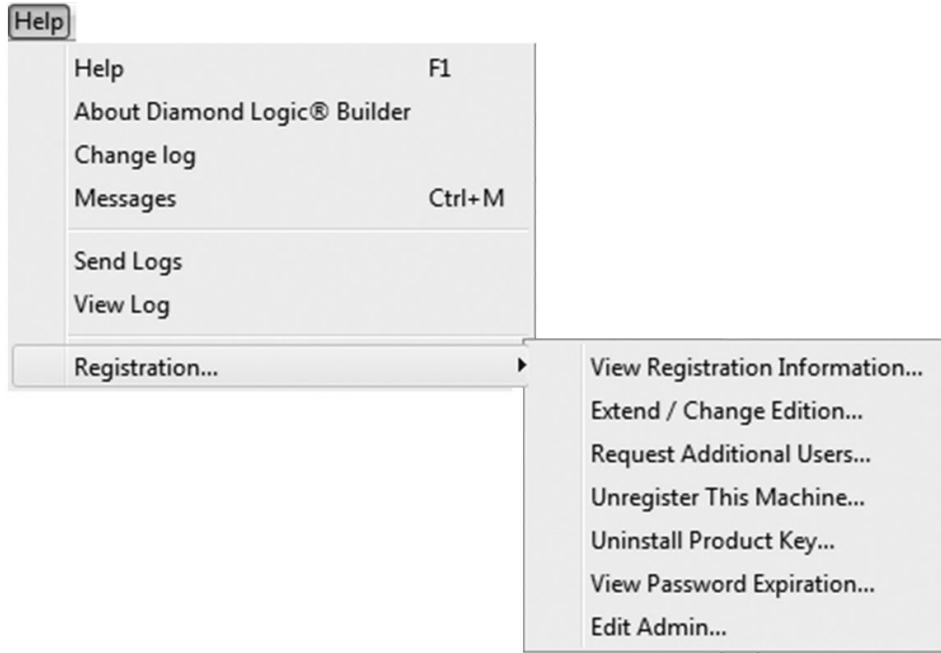 Help
Help F1
About Diamond Logic® Builder
Change log
Messages Ctrl+M
Send Logs
View Log
Registration...
View Registration Information...
Extend / Change Edition...
Request Additional Users...
Unregister This Machine...
Uninstall Product Key...
View Password Expiration...
Edit Admin...